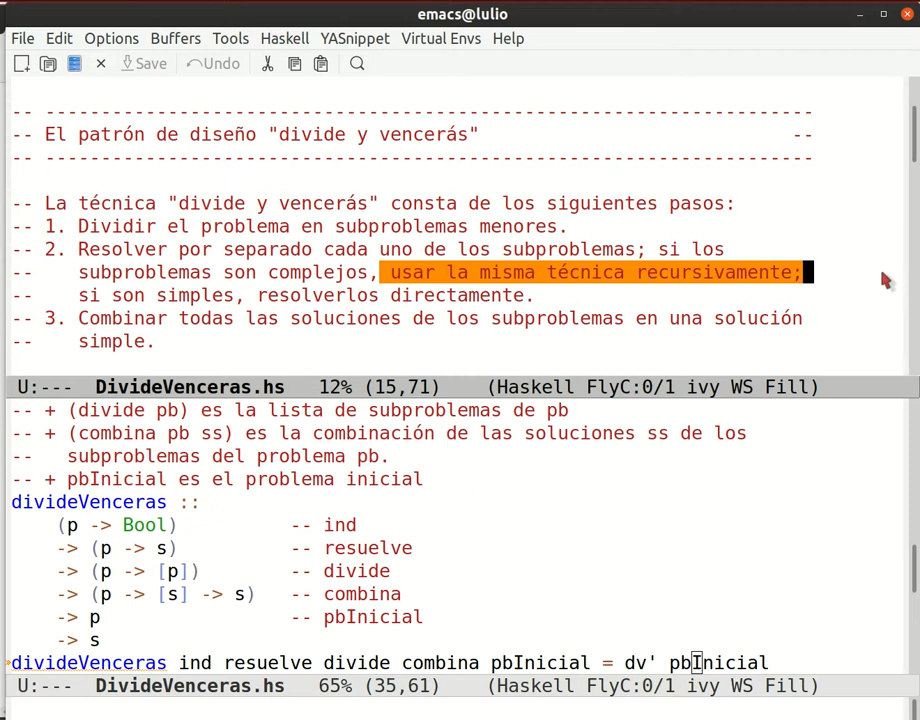 emacs@lulio
File Edit Options Buffers Tools Haskell YASnippet Virtual Envs Help
Save Undo
-- ---------------------------------------------------------------------
-- El patrón de diseño "divide y vencerás"                            --
-- ---------------------------------------------------------------------
-- La técnica "divide y vencerás" consta de los siguientes pasos:
-- 1. Dividir el problema en subproblemas menores.
-- 2. Resolver por separado cada uno de los subproblemas; si los
--    subproblemas son complejos, usar la misma técnica recursivamente;
--    si son simples, resolverlos directamente.
-- 3. Combinar todas las soluciones de los subproblemas en una solución
--    simple.
U:---  DivideVenceras.hs   12% (15,71)    (Haskell FlyC:0/1 ivy WS Fill)
-- + (divide pb) es la lista de subproblemas de pb
-- + (combina pb ss) es la combinación de las soluciones ss de los
--   subproblemas del problema pb.
-- + pbInicial es el problema inicial
divideVenceras ::
    (p -> Bool)          -- ind
    -> (p -> s)          -- resuelve
    -> (p -> [p])        -- divide
    -> (p -> [s] -> s)   -- combina
    -> p                 -- pbInicial
    -> s
divideVenceras ind resuelve divide combina pbInicial = dv' pbInicial
U:---  DivideVenceras.hs   65% (35,61)    (Haskell FlyC:0/1 ivy WS Fill)